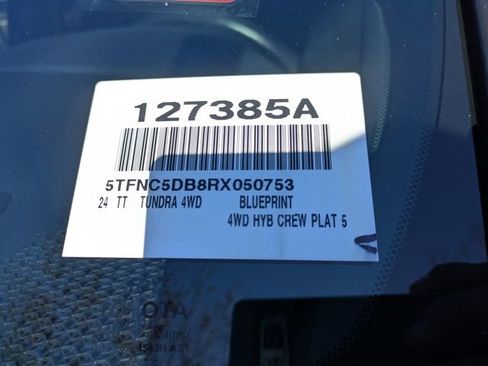 127385A
5TFNC5DB8RX050753
24 TT TUNDRA 4WD BLUEPRINT
4WD HYB CREW PLAT 5